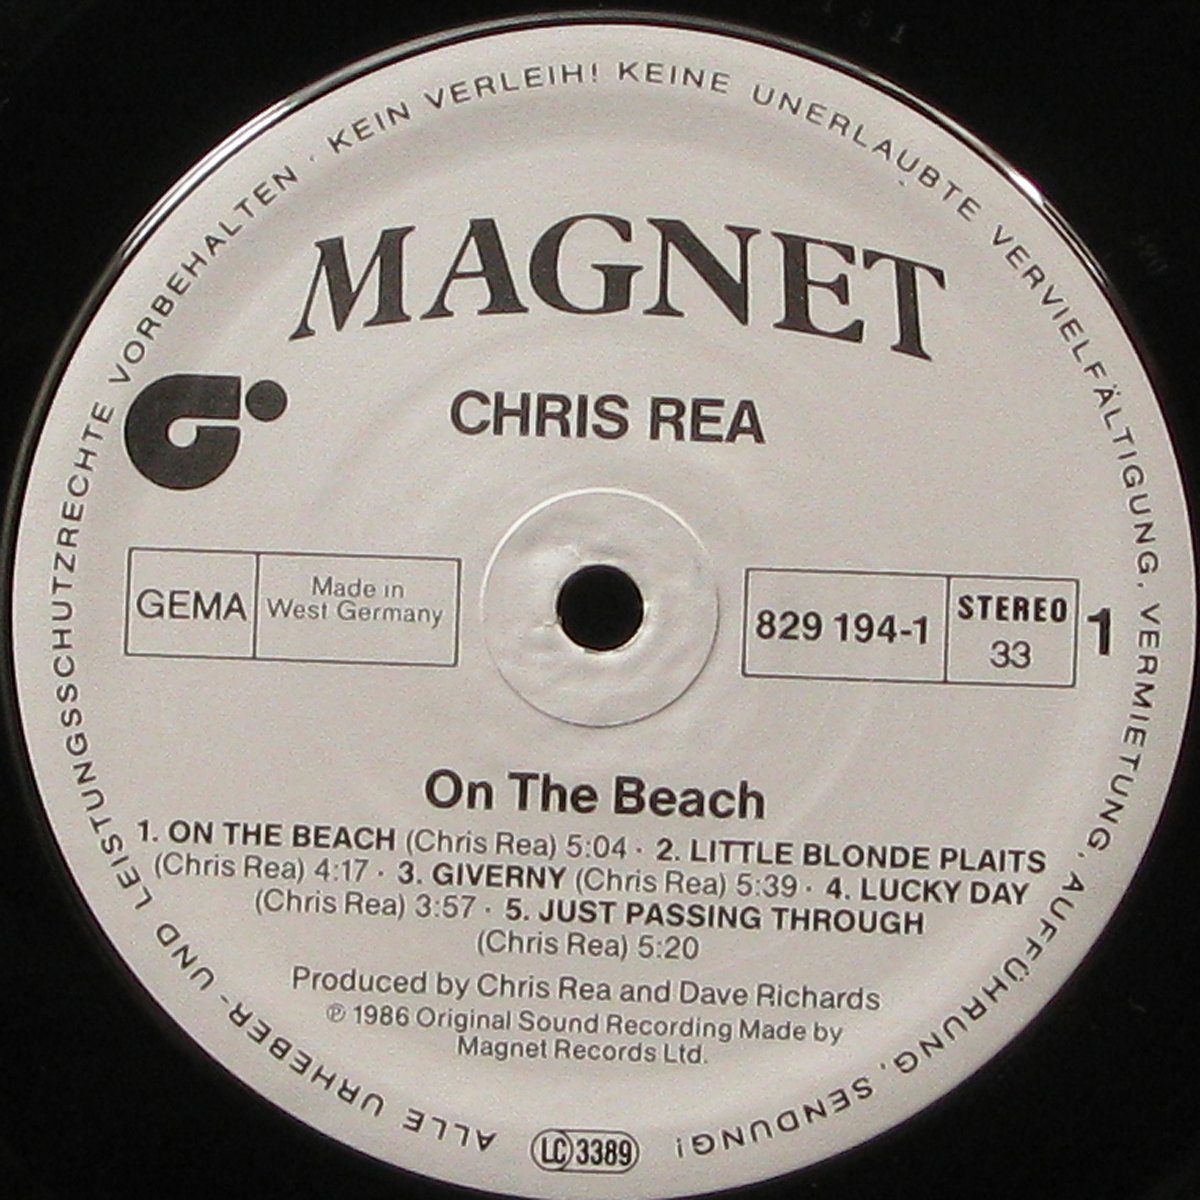 ALLE URHEBER- UND LEISTUNGSSCHUTZRECHTE VORBEHALTEN · KEIN VERLEIH! KEINE UNERLAUBTE VERVIELFÄLTIGUNG, VERMIETUNG, AUFFÜHRUNG, SENDUNG!
MAGNET
CHRIS REA
GEMA
Made in
West Germany
829 194-1
STEREO
33
1
On The Beach
1. ON THE BEACH (Chris Rea) 5:04 · 2. LITTLE BLONDE PLAITS
(Chris Rea) 4:17 · 3. GIVERNY (Chris Rea) 5:39 · 4. LUCKY DAY
(Chris Rea) 3:57 · 5. JUST PASSING THROUGH
(Chris Rea) 5:20
Produced by Chris Rea and Dave Richards
℗ 1986 Original Sound Recording Made by
Magnet Records Ltd.
LC 3389